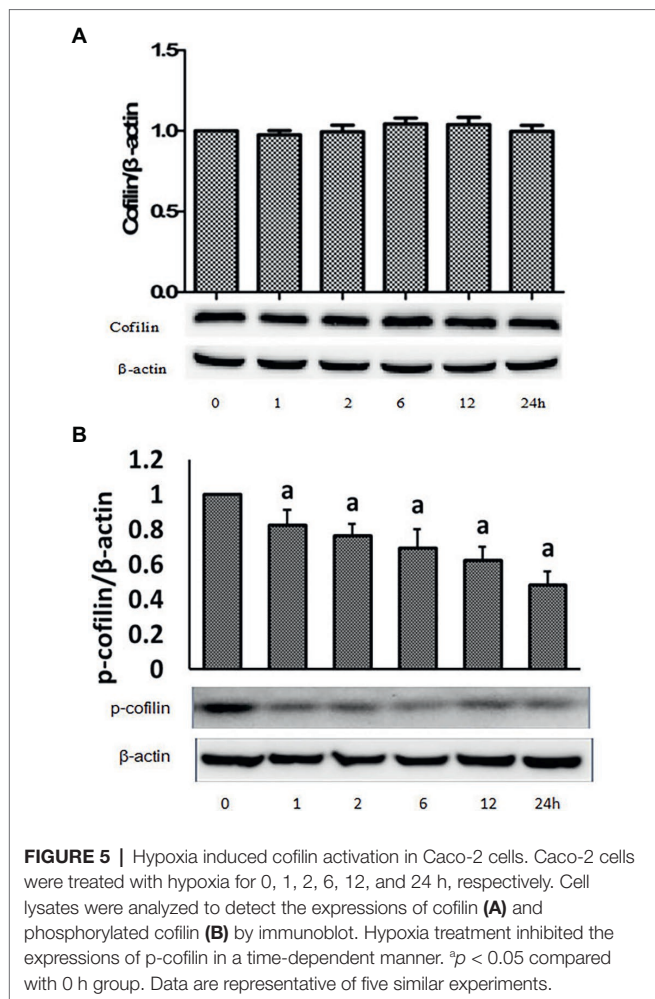 A
1.5
1.0
0.5
0.0
Cofilin/β-actin
Cofilin
β-actin
0 1 2 6 12 24h
B
1.2
1
0.8
0.6
0.4
0.2
0
p-cofilin/β-actin
a a a a a
p-cofilin
β-actin
0 1 2 6 12 24h
FIGURE 5 | Hypoxia induced cofilin activation in Caco-2 cells. Caco-2 cells
were treated with hypoxia for 0, 1, 2, 6, 12, and 24 h, respectively. Cell
lysates were analyzed to detect the expressions of cofilin (A) and
phosphorylated cofilin (B) by immunoblot. Hypoxia treatment inhibited the
expressions of p-cofilin in a time-dependent manner. ᵃp < 0.05 compared
with 0 h group. Data are representative of five similar experiments.